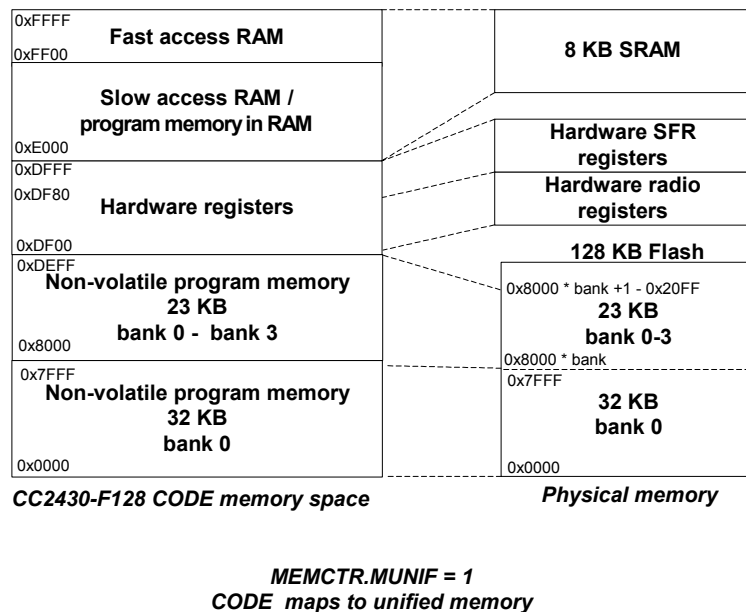 0xFFFF
Fast access RAM
0xFF00
Slow access RAM /
program memory in RAM
0xE000
0xDFFF
0xDF80
Hardware registers
0xDF00
0xDEFF
Non-volatile program memory
23 KB
bank 0 - bank 3
0x8000
0x7FFF
Non-volatile program memory
32 KB
bank 0
0x0000
CC2430-F128 CODE memory space
8 KB SRAM
Hardware SFR
registers
Hardware radio
registers
128 KB Flash
0x8000 * bank +1 - 0x20FF
23 KB
bank 0-3
0x8000 * bank
0x7FFF
32 KB
bank 0
0x0000
Physical memory
MEMCTR.MUNIF = 1
CODE maps to unified memory